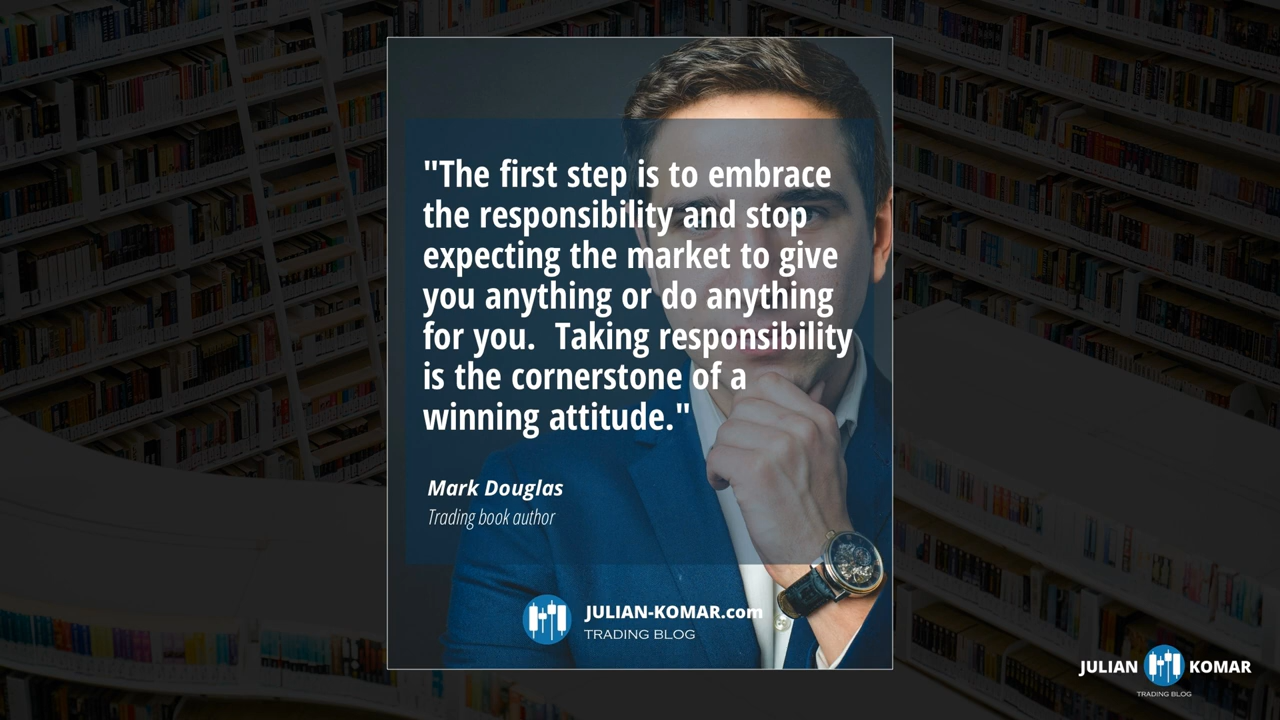 "The first step is to embrace
the responsibility and stop
expecting the market to give
you anything or do anything
for you.  Taking responsibility
is the cornerstone of a
winning attitude."
Mark Douglas
Trading book author
JULIAN-KOMAR.com
TRADING BLOG
JULIAN KOMAR
TRADING BLOG